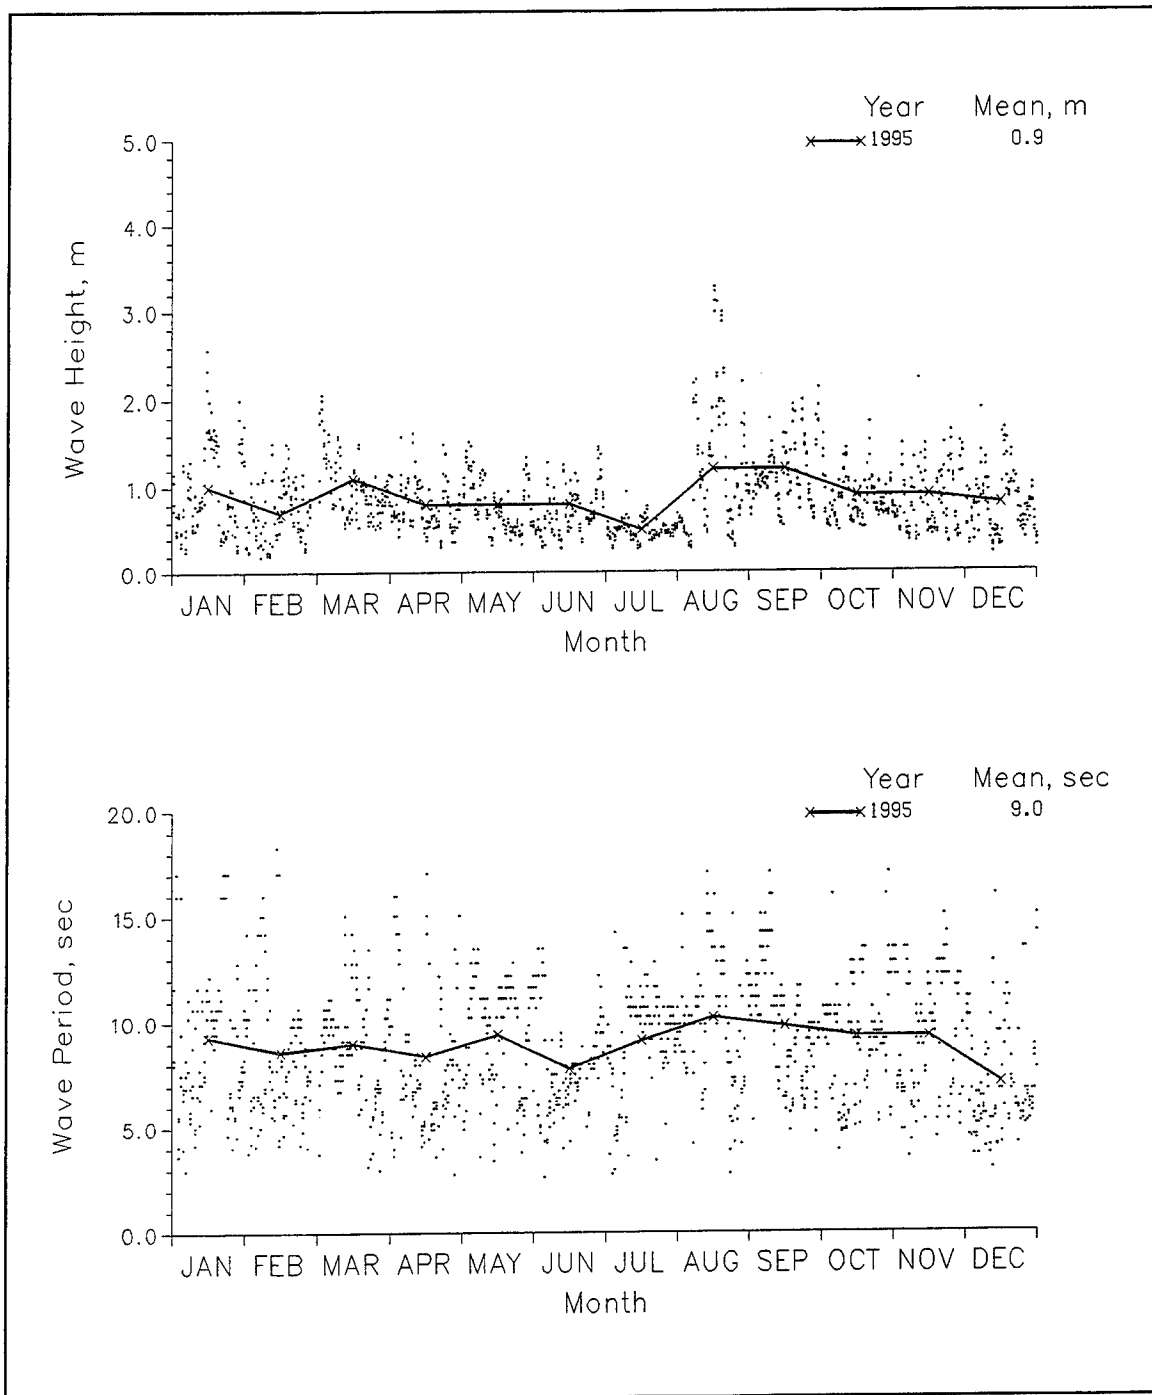 Year Mean, m
1995 0.9
5.0
4.0
3.0
2.0
1.0
0.0
Wave Height, m
JAN FEB MAR APR MAY JUN JUL AUG SEP OCT NOV DEC
Month
Year Mean, sec
1995 9.0
20.0
15.0
10.0
5.0
0.0
Wave Period, sec
JAN FEB MAR APR MAY JUN JUL AUG SEP OCT NOV DEC
Month